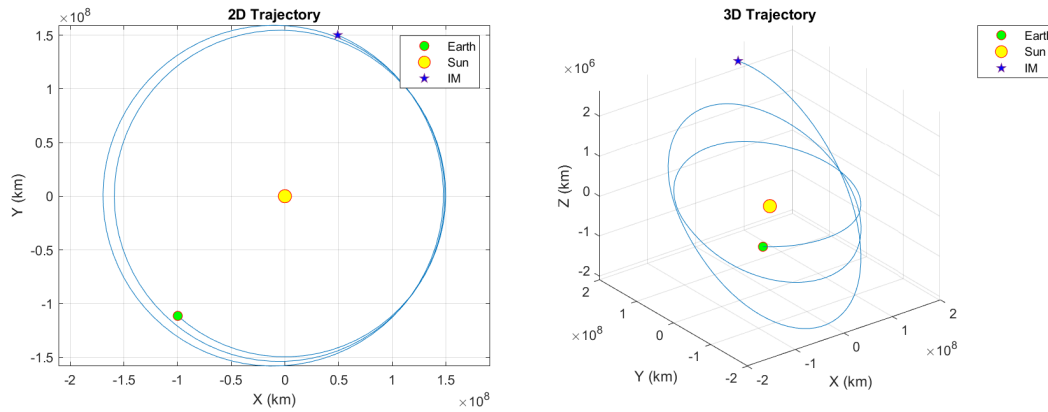 2D Trajectory
×10^8
1.5
1
0.5
0
-0.5
-1
-1.5
Y (km)
-2 -1.5 -1 -0.5 0 0.5 1 1.5
X (km)
×10^8
Earth
Sun
IM
3D Trajectory
×10^6
2
1
0
-1
-2
Z (km)
2
1
0
-1
-2
×10^8
Y (km)
-2
-1
0
1
2
×10^8
X (km)
Earth
Sun
IM